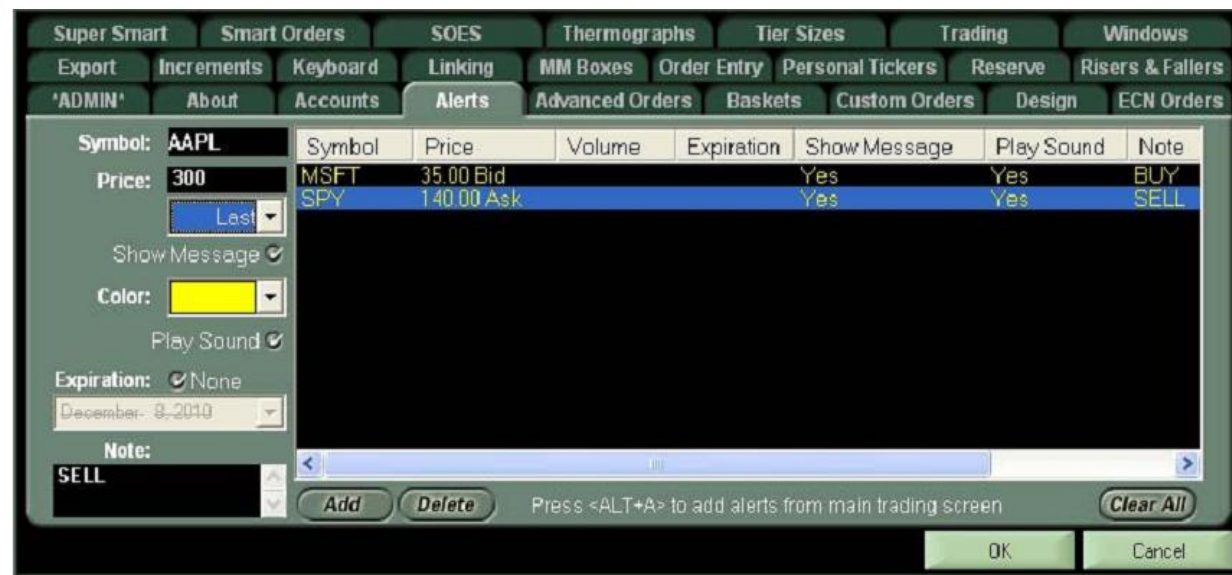 Super Smart Smart Orders SOES Thermographs Tier Sizes Trading Windows
Export Increments Keyboard Linking MM Boxes Order Entry Personal Tickers Reserve Risers & Fallers
*ADMIN* About Accounts Alerts Advanced Orders Baskets Custom Orders Design ECN Orders
Symbol: AAPL
Price: 300
Last
Show Message
Color:
Play Sound
Expiration: None
December 8, 2010
Note:
SELL
Symbol Price Volume Expiration Show Message Play Sound Note
MSFT 35.00 Bid Yes Yes BUY
SPY 140.00 Ask Yes Yes SELL
Add Delete Press <ALT+A> to add alerts from main trading screen Clear All
OK Cancel